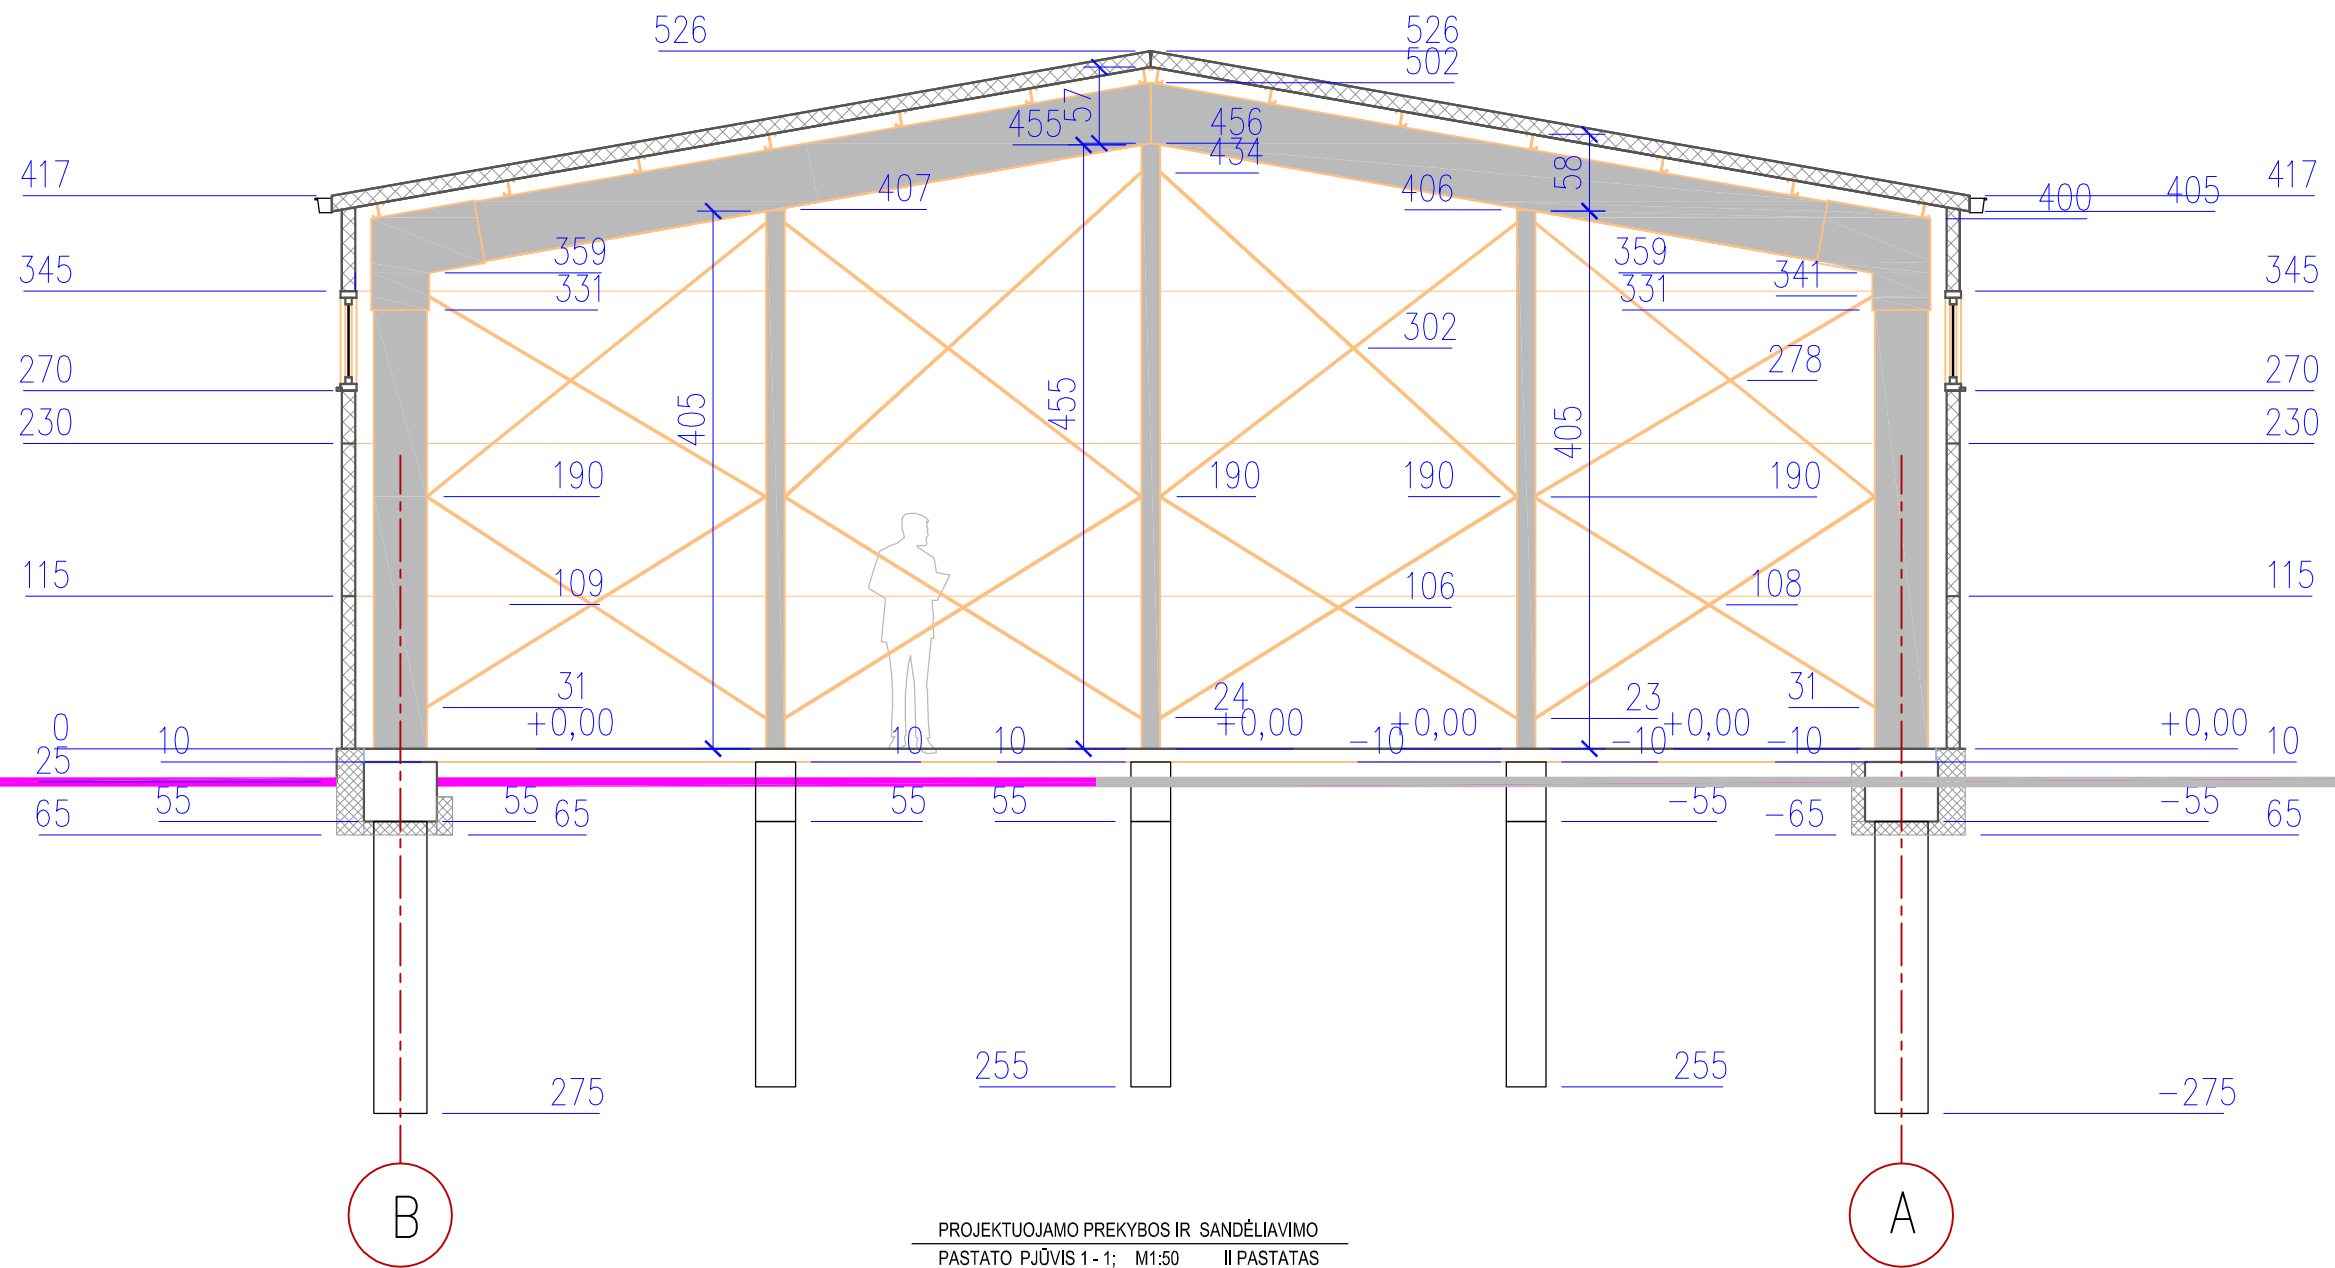 526 526
502
57
455 456
434
58
417 407 406 400 405 417
359 359
345 331 331 341 345
302
278
270 270
405 455 405
230 230
190 190 190 190
115 109 106 108 115
31 24 23 31
0 +0,00 +0,00 +0,00 +0,00 +0,00
25 10 10 10 -10 -10 -10 10
65 55 55 65 55 55 -55 -65 -55 65
255 255
275 -275
B A
PROJEKTUOJAMO PREKYBOS IR SANDĖLIAVIMO
PASTATO PJŪVIS 1 - 1; M1:50 II PASTATAS